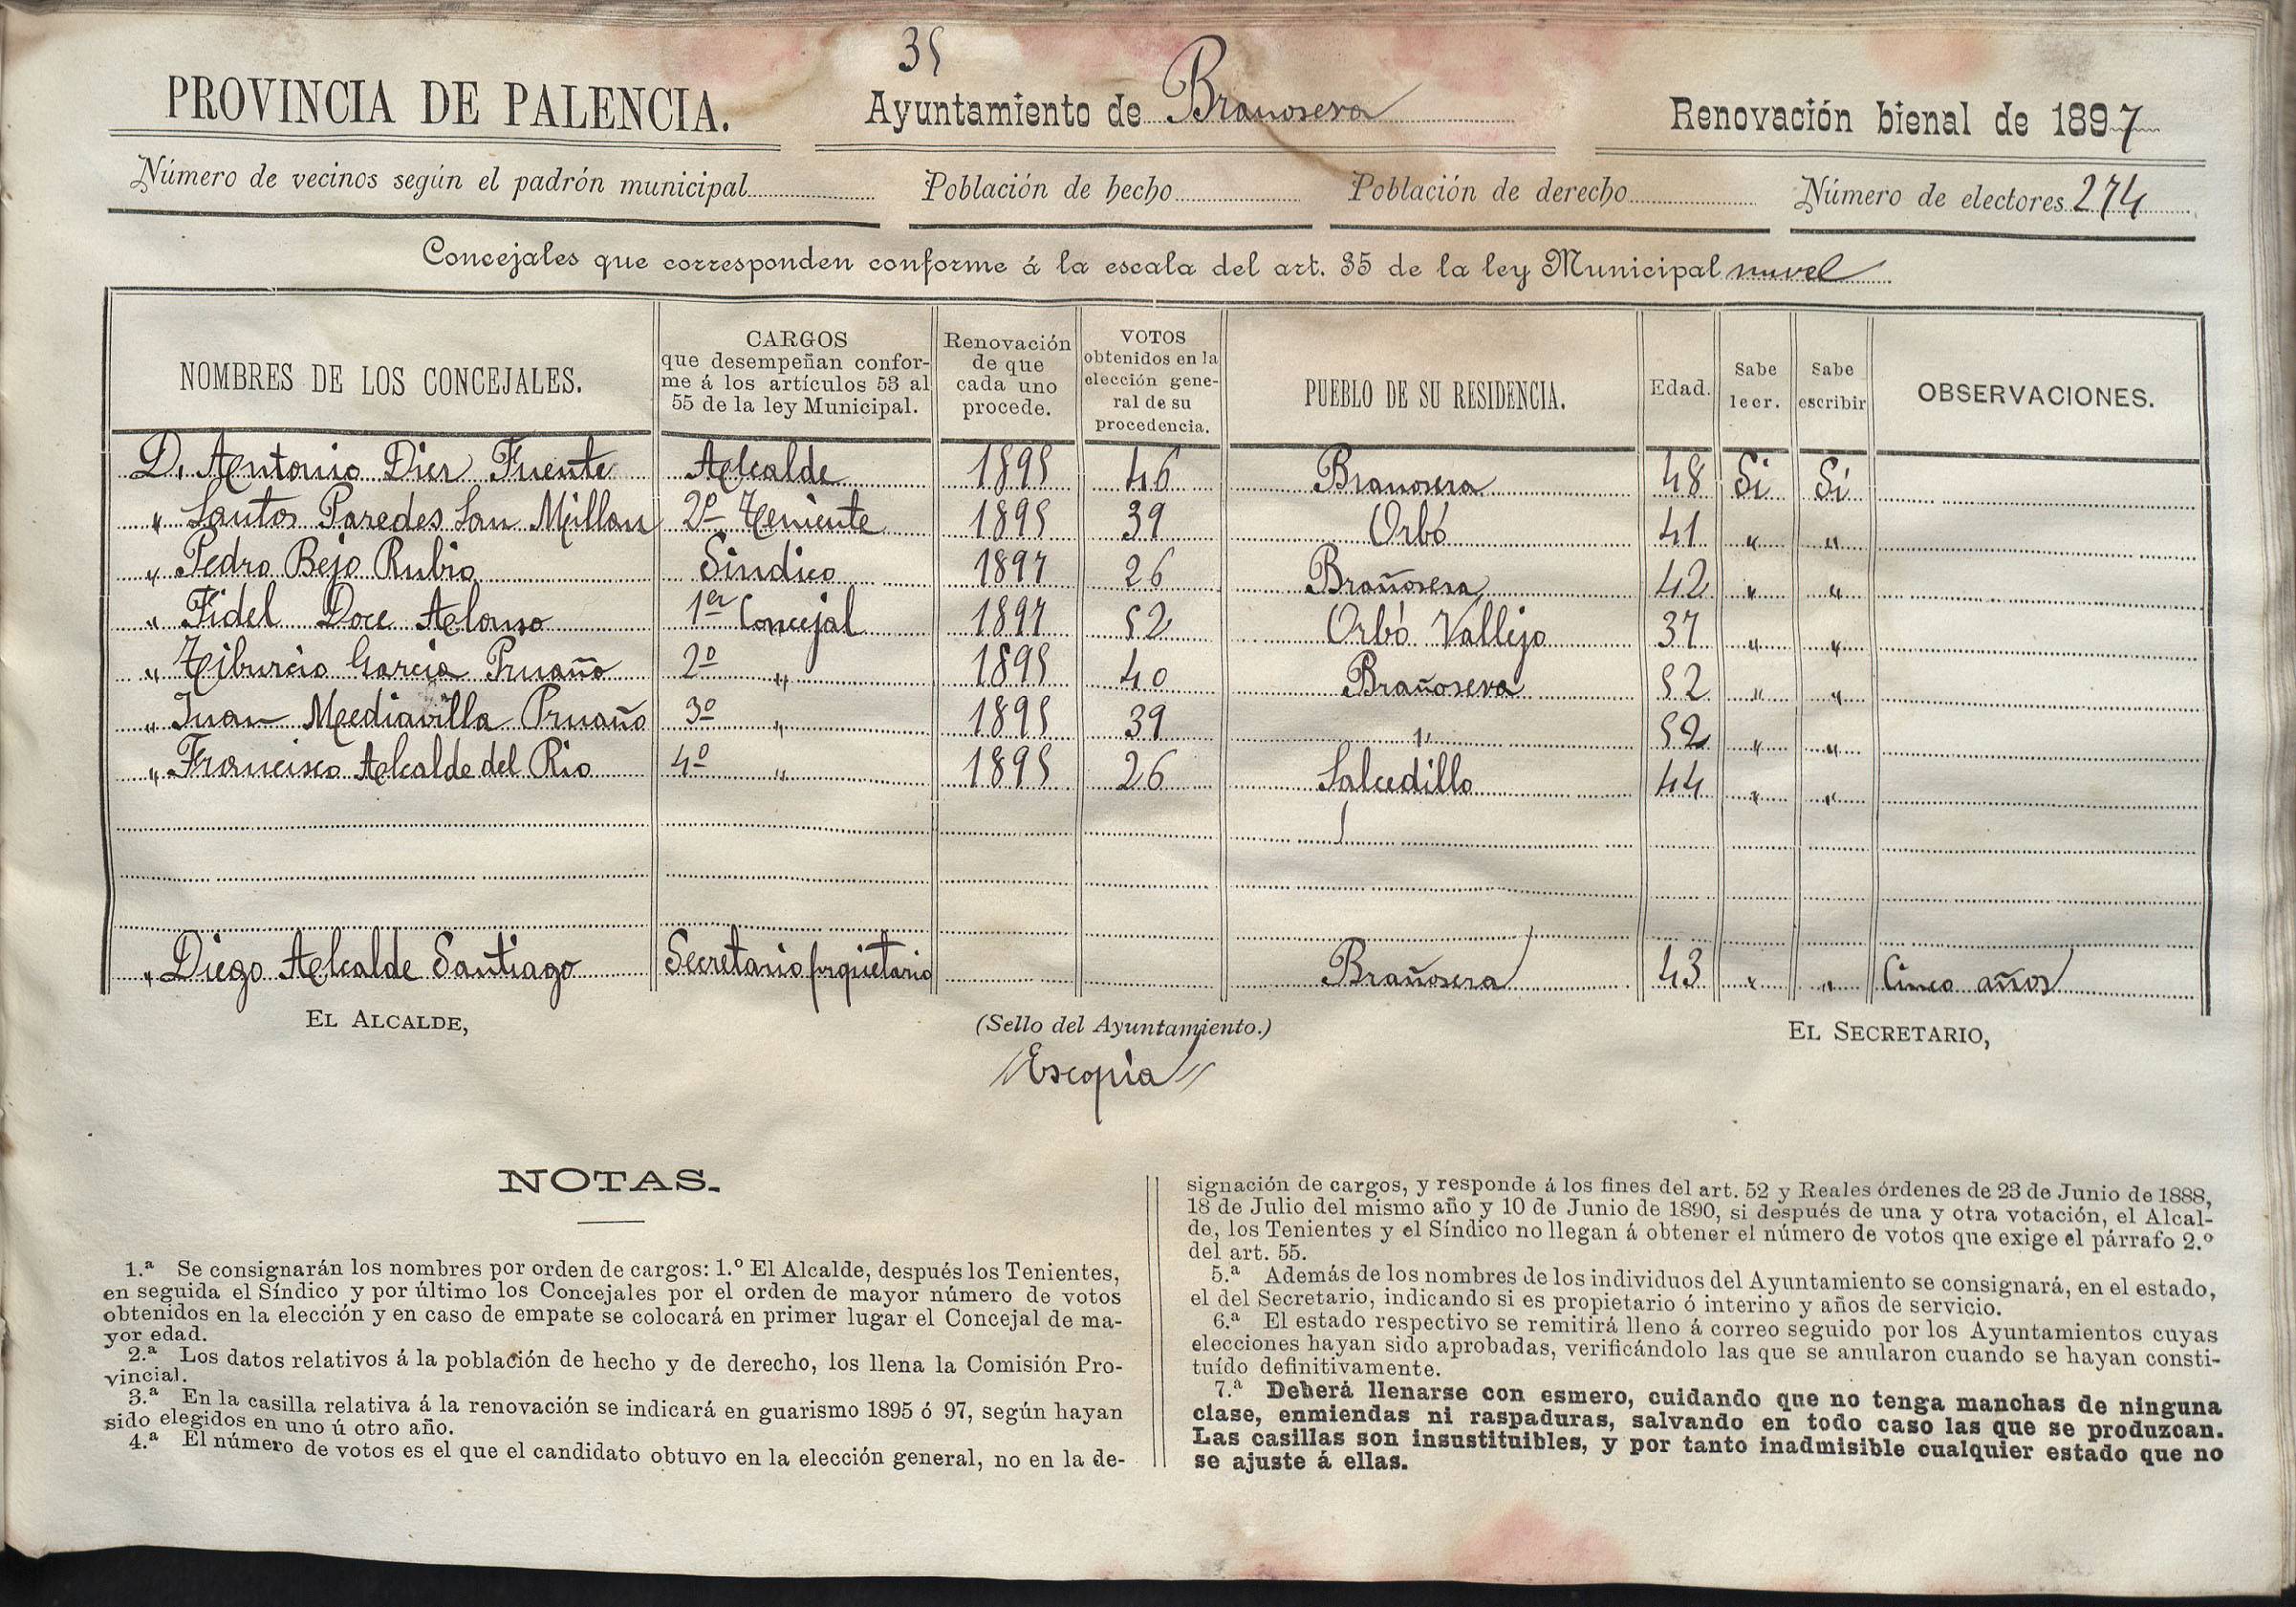 35
PROVINCIA DE PALENCIA. Ayuntamiento de Branosera Renovación bienal de 1897
Número de vecinos según el padrón municipal Población de hecho Población de derecho Número de electores 274
Concejales que corresponden conforme á la escala del art. 35 de la ley Municipal
NOMBRES DE LOS CONCEJALES.
CARGOS
que desempeñan confor-
me á los artículos 53 al
55 de la ley Municipal.
Renovación
de que
cada uno
procede.
VOTOS
obtenidos en la
elección gene-
ral de su
procedencia.
PUEBLO DE SU RESIDENCIA.
Edad.
Sabe
leer.
Sabe
escribir
OBSERVACIONES.
D. Antonio Dier Fuente Alcalde 1895 46 Branosera 48 Si Si
" Santos Paredes San Millan 2º Teniente 1895 39 Orbó 41 " "
" Pedro Bejo Rubio Sindico 1897 26 Brañosera 42 " "
" Fidel Doce Alonso 1er Concejal 1897 52 Orbó Vallejo 37 " "
" Tiburcio Garcia Pruaño 2º " 1895 40 Brañosera 52 " "
" Juan Mediavilla Pruaño 3º " 1895 39 " 52 " "
" Francisco Alcalde del Rio 4º " 1895 26 Salcedillo 44 " "
" Diego Alcalde Santiago Secretario propietario Brañosera 43 " " Cinco años
EL ALCALDE, (Sello del Ayuntamiento.) EL SECRETARIO,
Es copia
NOTAS.
1.ª Se consignarán los nombres por orden de cargos: 1.º El Alcalde, después los Tenientes,
en seguida el Síndico y por último los Concejales por el orden de mayor número de votos
obtenidos en la elección y en caso de empate se colocará en primer lugar el Concejal de ma-
yor edad.
2.ª Los datos relativos á la población de hecho y de derecho, los llena la Comisión Pro-
vincial.
3.ª En la casilla relativa á la renovación se indicará en guarismo 1895 ó 97, según hayan
sido elegidos en uno ú otro año.
4.ª El número de votos es el que el candidato obtuvo en la elección general, no en la de-
signación de cargos, y responde á los fines del art. 52 y Reales órdenes de 23 de Junio de 1888,
18 de Julio del mismo año y 10 de Junio de 1890, si después de una y otra votación, el Alcal-
de, los Tenientes y el Síndico no llegan á obtener el número de votos que exige el párrafo 2.º
del art. 55.
5.ª Además de los nombres de los individuos del Ayuntamiento se consignará, en el estado,
el del Secretario, indicando si es propietario ó interino y años de servicio.
6.ª El estado respectivo se remitirá lleno á correo seguido por los Ayuntamientos cuyas
elecciones hayan sido aprobadas, verificándolo las que se anularon cuando se hayan consti-
tuído definitivamente.
7.ª Deberá llenarse con esmero, cuidando que no tenga manchas de ninguna
clase, enmiendas ni raspaduras, salvando en todo caso las que se produzcan.
Las casillas son insustituibles, y por tanto inadmisible cualquier estado que no
se ajuste á ellas.